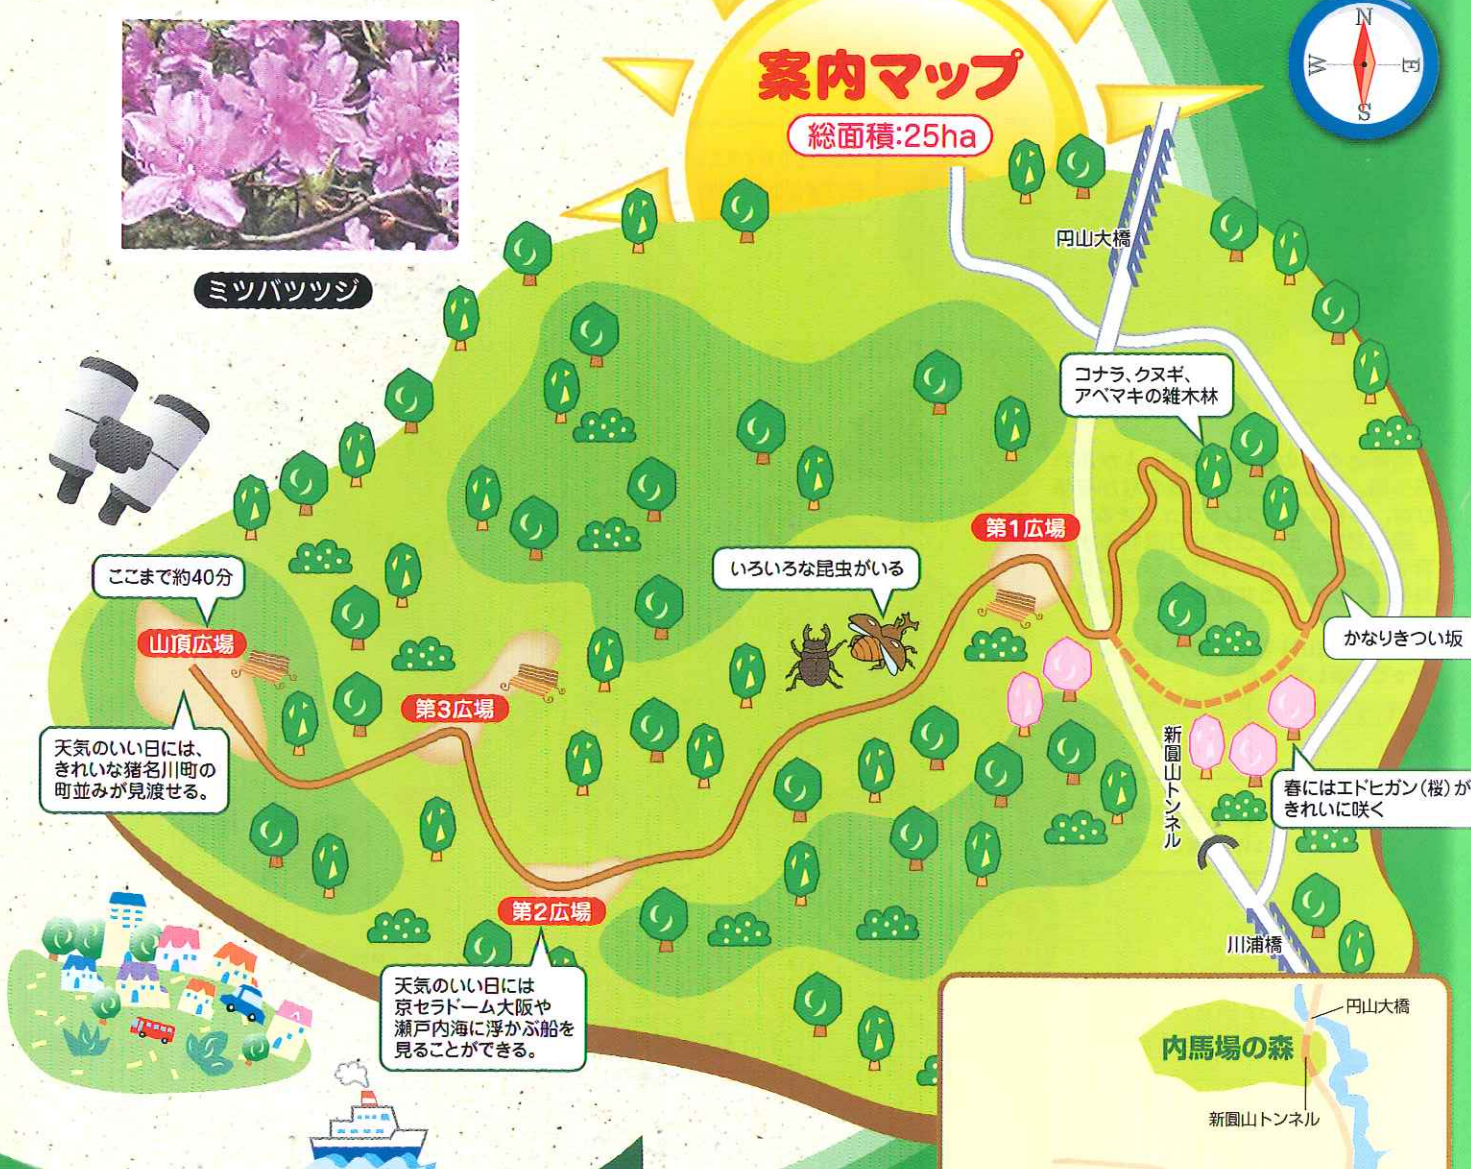 案内マップ
総面積:25ha
N
W
E
S
ミツバツツジ
円山大橋
コナラ、クヌギ、
アベマキの雑木林
第1広場
いろいろな昆虫がいる
ここまで約40分
山頂広場
かなりきつい坂
第3広場
天気のいい日には、
きれいな猪名川町の
町並みが見渡せる。
新圓山トンネル
春にはエドヒガン(桜)が
きれいに咲く
第2広場
川浦橋
天気のいい日には
京セラドーム大阪や
瀬戸内海に浮かぶ船を
見ることができる。
円山大橋
内馬場の森
新圓山トンネル